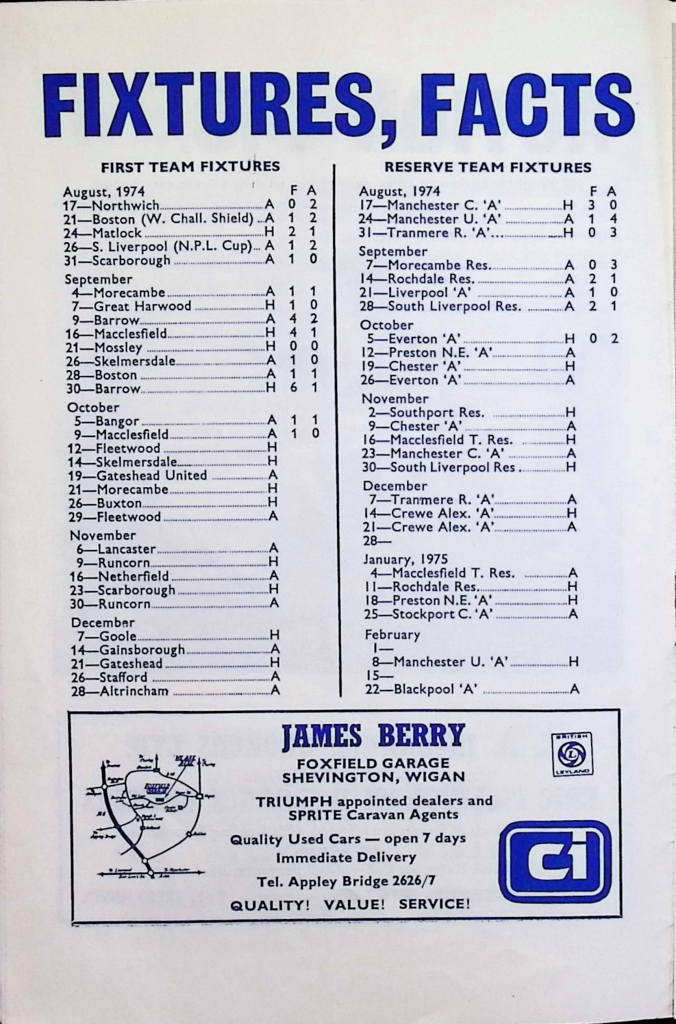 FIXTURES, FACTS
FIRST TEAM FIXTURES
August, 1974 F A
17—Northwich A 0 2
21—Boston (W. Chall. Shield) A 1 2
24—Matlock H 2 1
26—S. Liverpool (N.P.L. Cup) A 1 2
31—Scarborough A 1 0
September
4—Morecambe A 1 1
7—Great Harwood H 1 0
9—Barrow A 4 2
16—Macclesfield H 4 1
21—Mossley H 0 0
26—Skelmersdale A 1 0
28—Boston A 1 1
30—Barrow H 6 1
October
5—Bangor A 1 1
9—Macclesfield A 1 0
12—Fleetwood H
14—Skelmersdale H
19—Gateshead United A
21—Morecambe H
26—Buxton H
29—Fleetwood A
November
6—Lancaster A
9—Runcorn H
16—Netherfield A
23—Scarborough H
30—Runcorn A
December
7—Goole H
14—Gainsborough A
21—Gateshead H
26—Stafford A
28—Altrincham A
RESERVE TEAM FIXTURES
August, 1974 F A
17—Manchester C. 'A' H 3 0
24—Manchester U. 'A' A 1 4
31—Tranmere R. 'A' H 0 3
September
7—Morecambe Res. A 0 3
14—Rochdale Res. A 2 1
21—Liverpool 'A' A 1 0
28—South Liverpool Res. A 2 1
October
5—Everton 'A' H 0 2
12—Preston N.E. 'A' A
19—Chester 'A' H
26—Everton 'A' A
November
2—Southport Res. H
9—Chester 'A' A
16—Macclesfield T. Res. H
23—Manchester C. 'A' A
30—South Liverpool Res. H
December
7—Tranmere R. 'A' A
14—Crewe Alex. 'A' H
21—Crewe Alex. 'A' A
28—
January, 1975
4—Macclesfield T. Res. A
11—Rochdale Res. H
18—Preston N.E. 'A' H
25—Stockport C. 'A' A
February
1—
8—Manchester U. 'A' H
15—
22—Blackpool 'A' A
JAMES BERRY
FOXFIELD GARAGE
SHEVINGTON, WIGAN
TRIUMPH appointed dealers and
SPRITE Caravan Agents
Quality Used Cars — open 7 days
Immediate Delivery
Tel. Appley Bridge 2626/7
QUALITY! VALUE! SERVICE!
BRITISH
LEYLAND
Ci